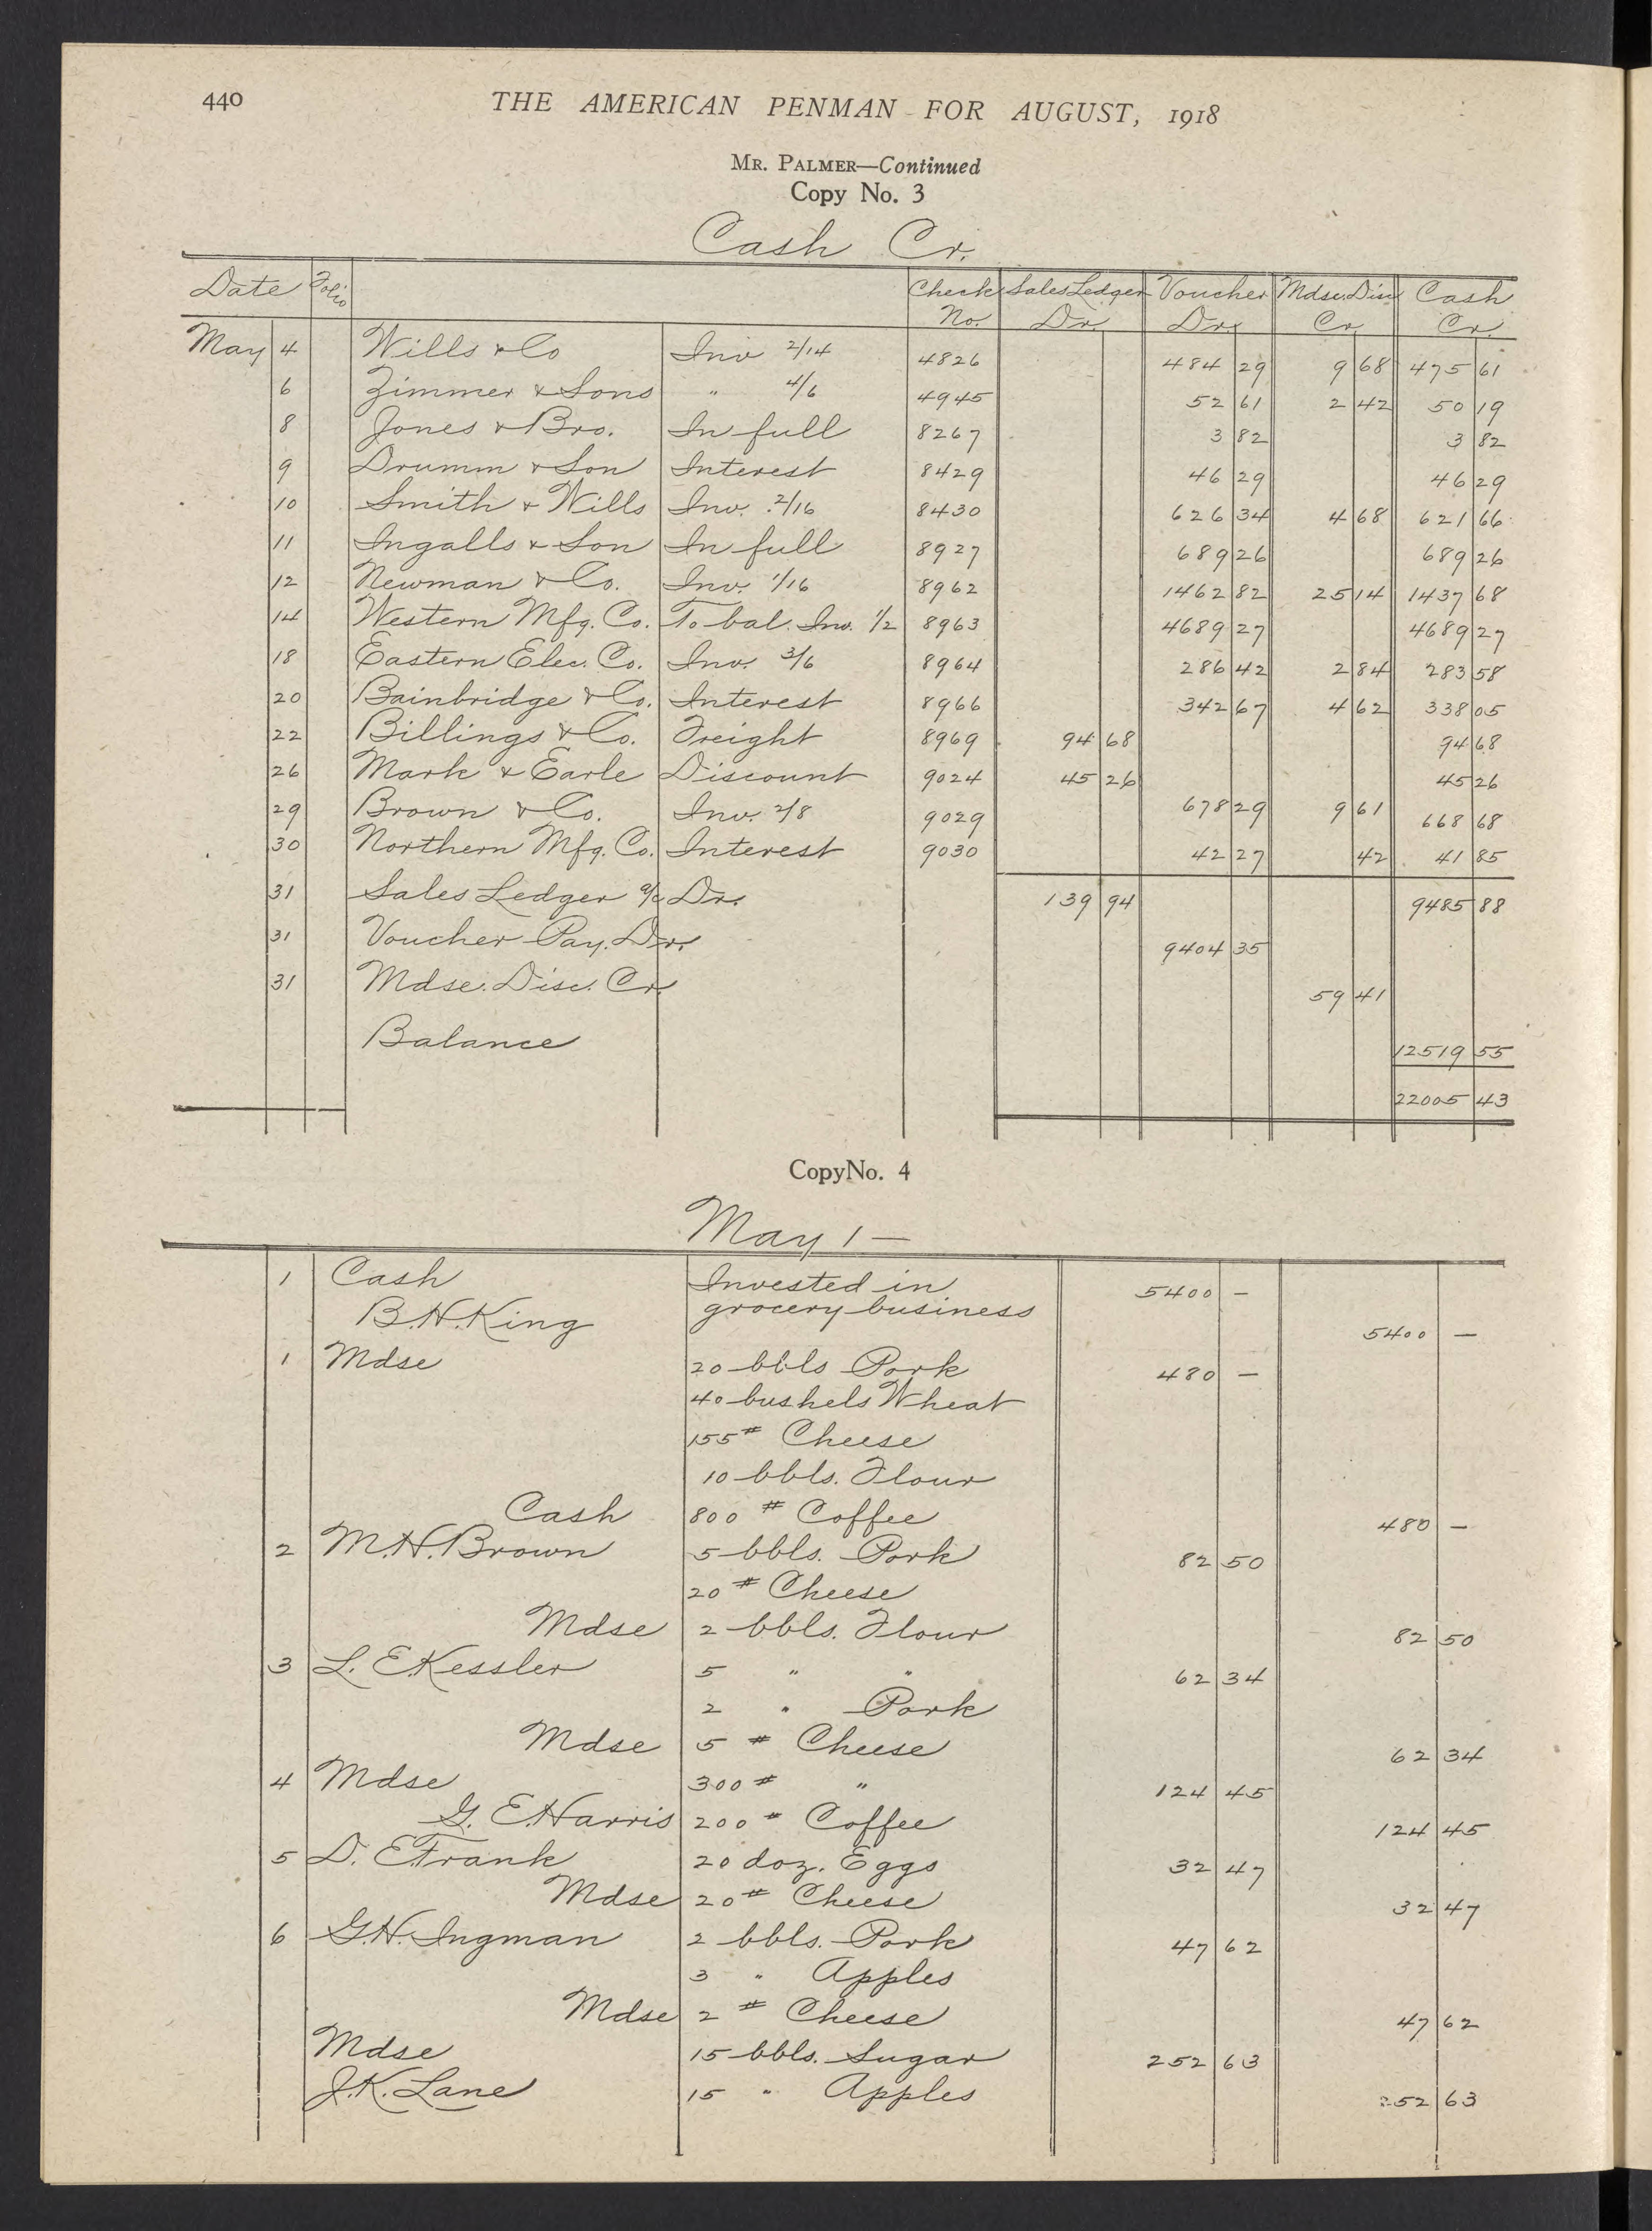 440 THE AMERICAN PENMAN FOR AUGUST, 1918
MR. PALMER—Continued
Copy No. 3
Cash Cr.
Date Folio Check No. Sales Ledger Dr. Voucher Dr. Mdse. Disc. Cr. Cash Cr.
May 4 Wills & Co Inv 2/14 4826 484 29 9 68 475 61
6 Zimmer & Sons " 4/6 4945 52 61 2 42 50 19
8 Jones & Bro. In full 8267 3 82 3 82
9 Drumm & Son Interest 8429 46 29 46 29
10 Smith & Wills Inv. 2/16 8430 626 34 4 68 621 66
11 Ingalls & Son In full 8927 689 26 689 26
12 Newman & Co. Inv. 1/16 8962 1462 82 25 14 1437 68
14 Western Mfg. Co. To bal. Inv. 1/2 8963 4689 27 4689 27
18 Eastern Elec. Co. Inv. 3/6 8964 286 42 2 84 283 58
20 Bainbridge & Co. Interest 8966 342 67 4 62 338 05
22 Billings & Co. Freight 8969 94 68 94 68
26 Mark & Earle Discount 9024 45 26 45 26
29 Brown & Co. Inv. 2/8 9029 678 29 9 61 668 68
30 Northern Mfg. Co. Interest 9030 42 27 42 41 85
31 Sales Ledger a/c Dr. 139 94 9485 88
31 Voucher Pay. Dr. 9404 35
31 Mdse. Disc. Cr. 59 41
Balance 12519 55
22005 43
CopyNo. 4
May 1—
1 Cash Invested in 5400 —
B.H.King grocery business 5400 —
1 Mdse 20 bbls Pork 480 —
40 bushels Wheat
155# Cheese
10 bbls. Flour
Cash 800 # Coffee 480 —
2 M.H.Brown 5 bbls. Pork 82 50
20 # Cheese
Mdse 2 bbls. Flour 82 50
3 L. E.Kessler 5 " " 62 34
2 " Pork
Mdse 5 # Cheese 62 34
4 Mdse 300 # " 124 45
G. E.Harris 200 # Coffee 124 45
5 D. E.Frank 20 doz. Eggs 32 47
Mdse 20 # Cheese 32 47
6 G.H.Ingman 2 bbls. Pork 47 62
3 " Apples
Mdse 2 # Cheese 47 62
Mdse 15 bbls. Sugar 252 63
J.K.Lane 15 " Apples 252 63